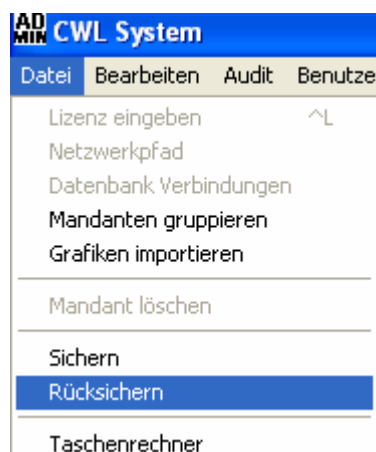 AD
MIN CWL System
Datei Bearbeiten Audit Benutze
Lizenz eingeben ^L
Netzwerkpfad
Datenbank Verbindungen
Mandanten gruppieren
Grafiken importieren
Mandant löschen
Sichern
Rücksichern
Taschenrechner